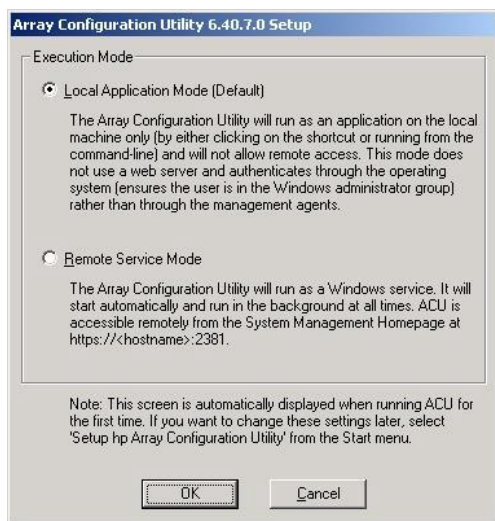 Array Configuration Utility 6.40.7.0 Setup
Execution Mode
Local Application Mode (Default)
The Array Configuration Utility will run as an application on the local
machine only (by either clicking on the shortcut or running from the
command-line) and will not allow remote access. This mode does
not use a web server and authenticates through the operating
system (ensures the user is in the Windows administrator group)
rather than through the management agents.
Remote Service Mode
The Array Configuration Utility will run as a Windows service. It will
start automatically and run in the background at all times. ACU is
accessible remotely from the System Management Homepage at
https://<hostname>:2381.
Note: This screen is automatically displayed when running ACU for
the first time. If you want to change these settings later, select
'Setup hp Array Configuration Utility' from the Start menu.
OK
Cancel